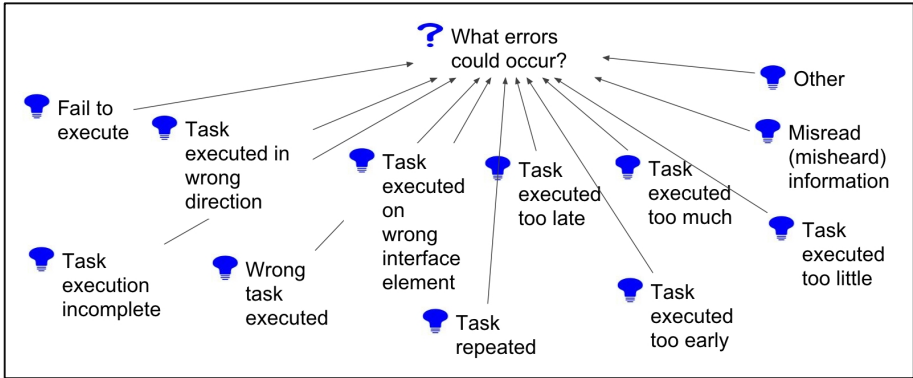 What errors
could occur?
Other
Fail to
execute
Task
executed in
wrong
direction
Task
executed
on
wrong
interface
element
Task
executed
too late
Task
executed
too much
Misread
(misheard)
information
Task
execution
incomplete
Wrong
task
executed
Task
repeated
Task
executed
too early
Task
executed
too little